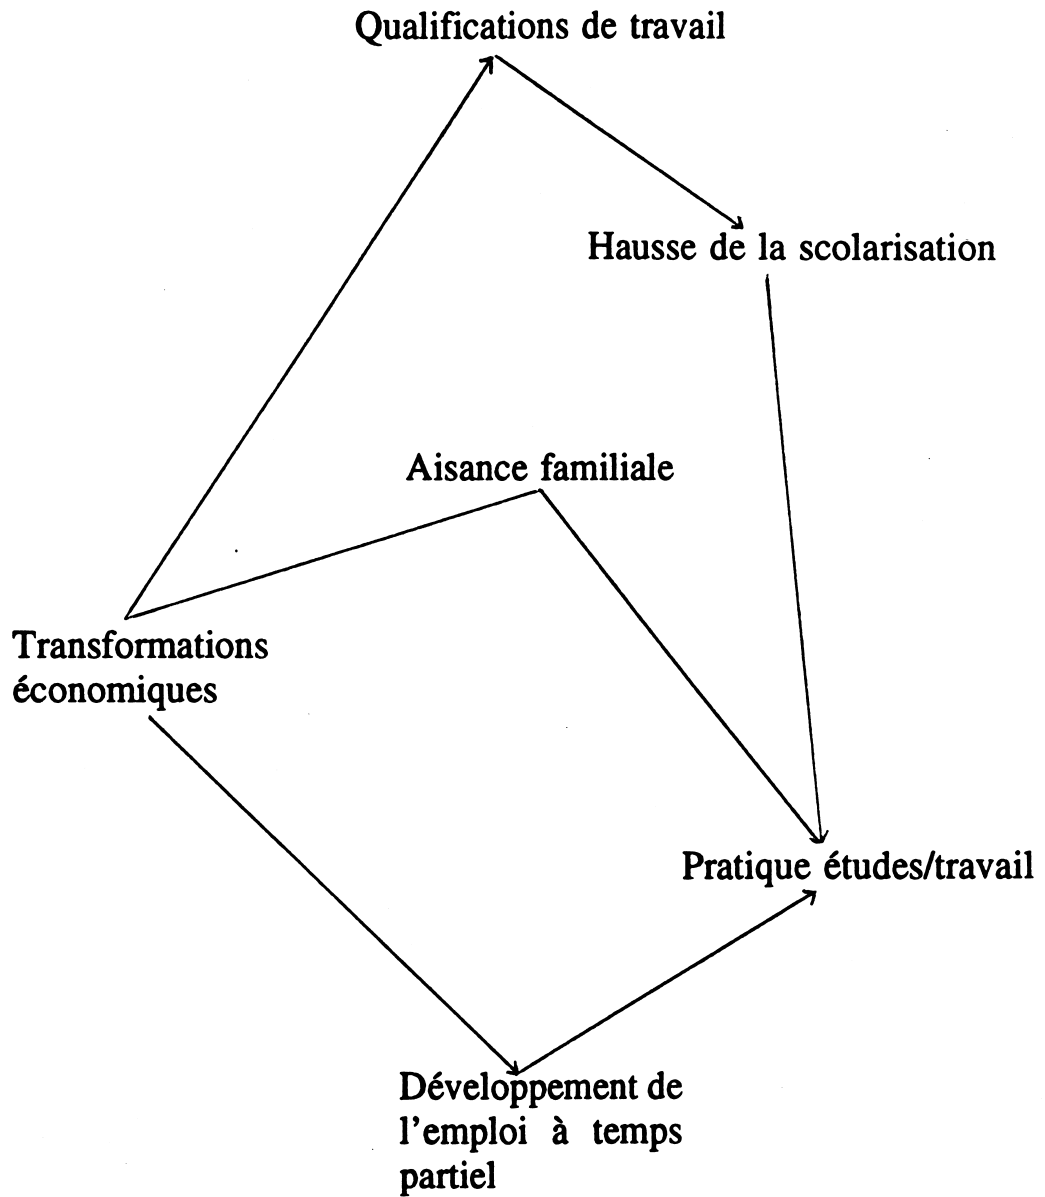 Qualifications de travail
Hausse de la scolarisation
Aisance familiale
Transformations
économiques
Pratique études/travail
Développement de
l'emploi à temps
partiel